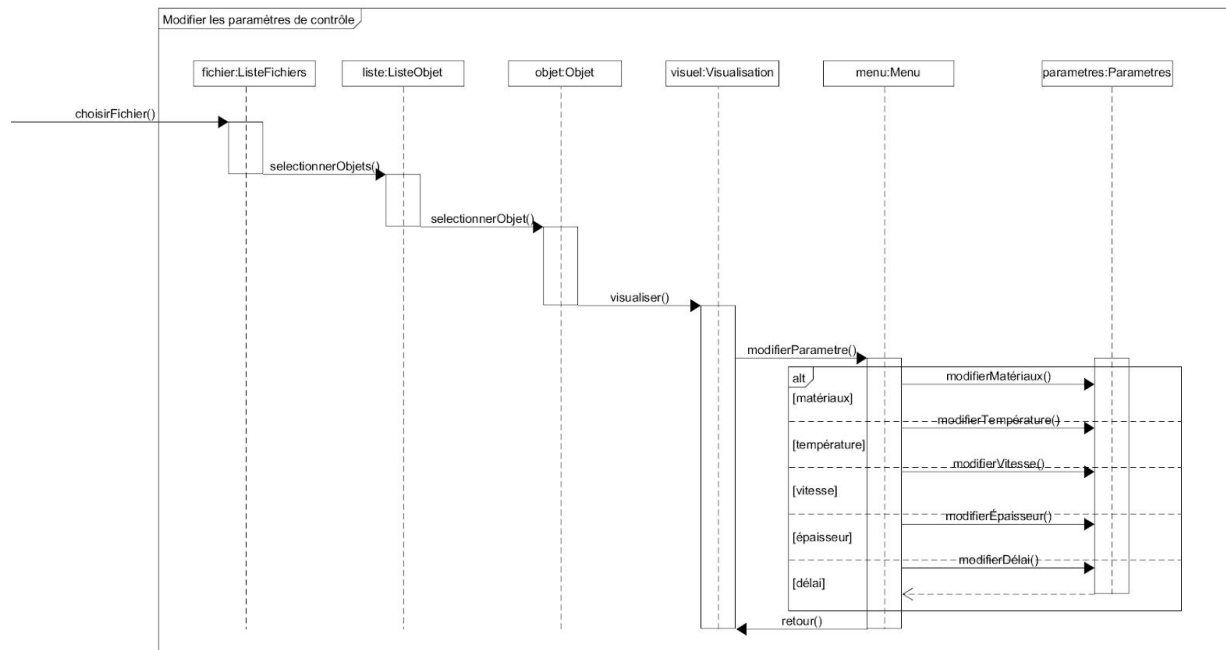 Modifier les paramètres de contrôle
fichier:ListeFichiers
liste:ListeObjet
objet:Objet
visuel:Visualisation
menu:Menu
parametres:Parametres
choisirFichier()
selectionnerObjets()
selectionnerObjet()
visualiser()
modifierParametre()
alt
modifierMatériaux()
[matériaux]
modifierTempérature()
[température]
modifierVitesse()
[vitesse]
modifierÉpaisseur()
[épaisseur]
modifierDélai()
[délai]
retour()